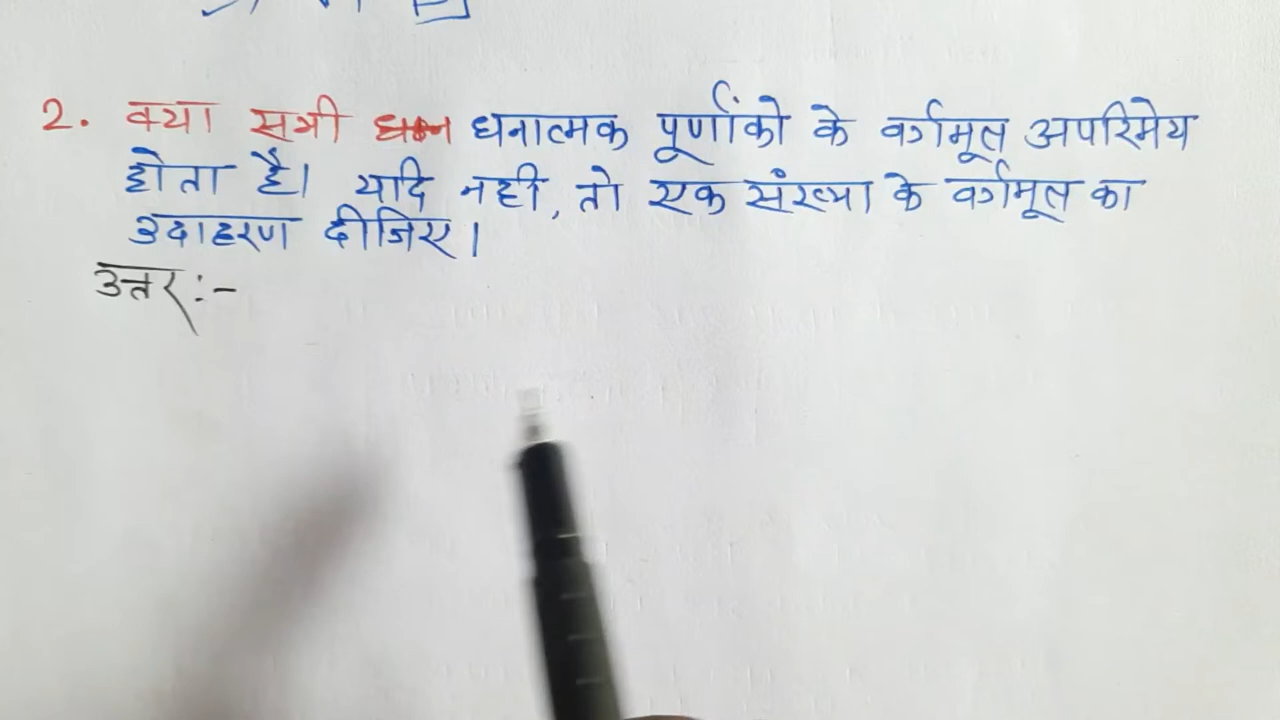 2. क्या सभी धनात्मक पूर्णांको के वर्गमूल अपरिमेय
होता है। यदि नही, तो एक संख्या के वर्गमूल का
उदाहरण दीजिए।
उत्तर:-